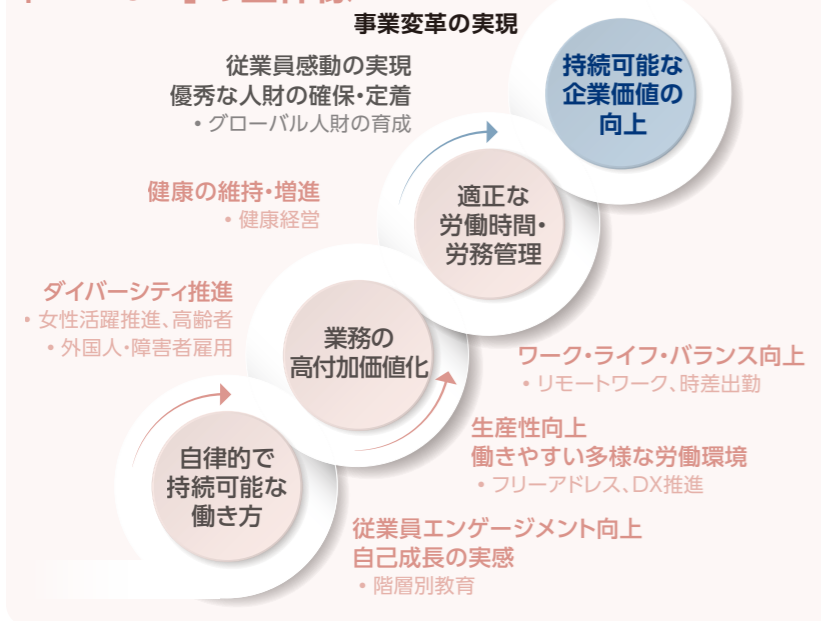 事業変革の実現
従業員感動の実現
優秀な人財の確保・定着
• グローバル人財の育成
持続可能な
企業価値の
向上
健康の維持・増進
• 健康経営
適正な
労働時間・
労務管理
ダイバーシティ推進
• 女性活躍推進、高齢者
• 外国人・障害者雇用
業務の
高付加価値化
ワーク・ライフ・バランス向上
• リモートワーク、時差出勤
生産性向上
働きやすい多様な労働環境
• フリーアドレス、DX推進
自律的で
持続可能な
働き方
従業員エンゲージメント向上
自己成長の実感
• 階層別教育